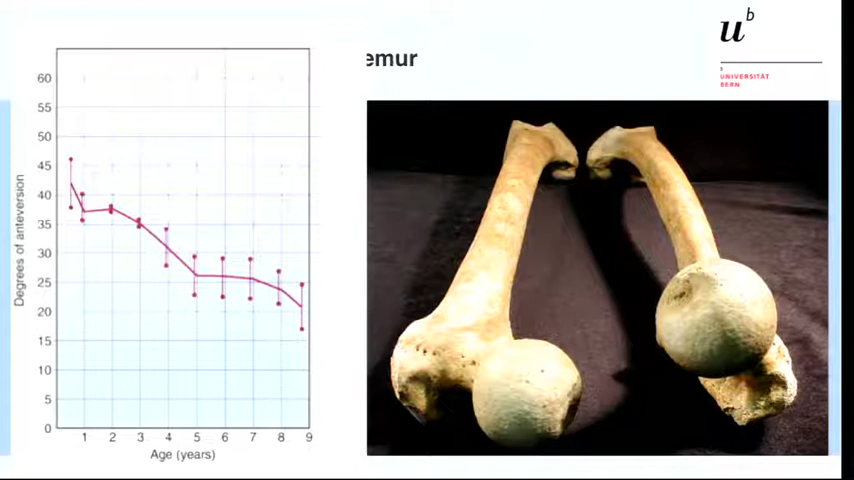 emur
u
b
b
UNIVERSITÄT
BERN
60
55
50
45
40
35
30
25
20
15
10
5
0
Degrees of anteversion
1 2 3 4 5 6 7 8 9
Age (years)